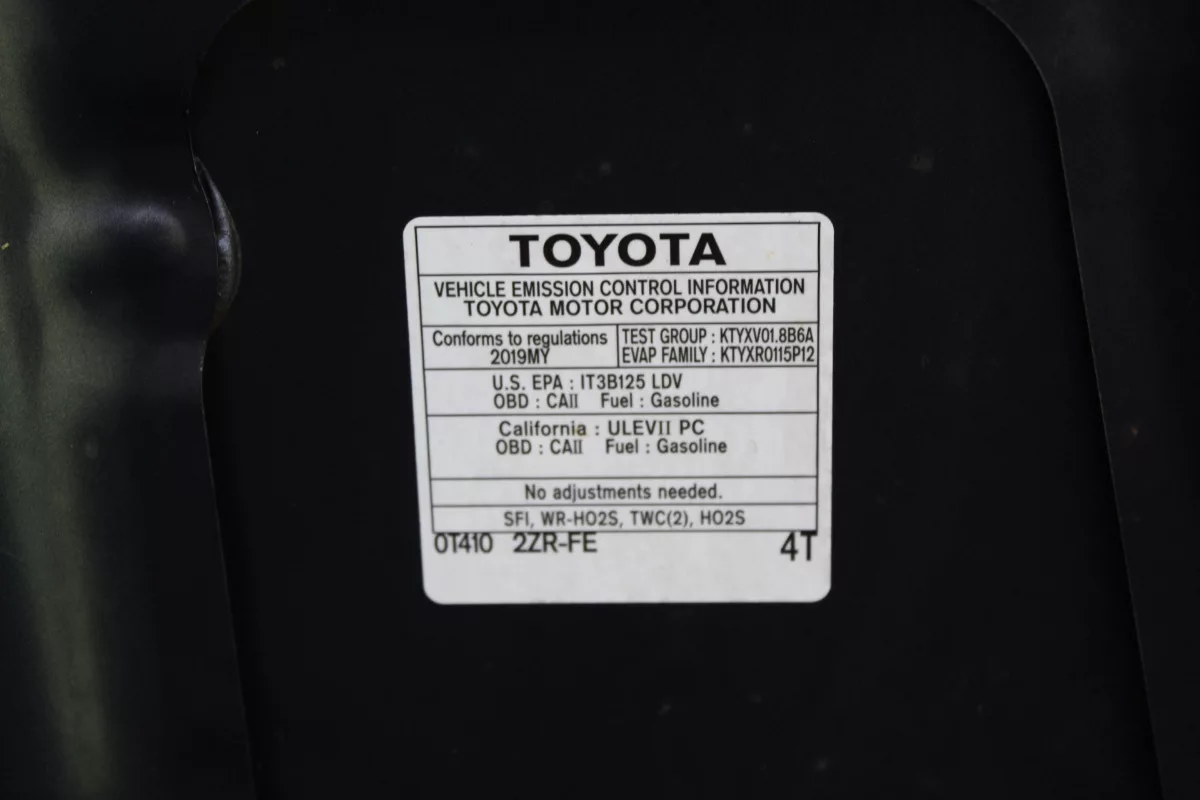 TOYOTA
VEHICLE EMISSION CONTROL INFORMATION
TOYOTA MOTOR CORPORATION
Conforms to regulations
2019MY
TEST GROUP : KTYXV01.8B6A
EVAP FAMILY : KTYXR0115P12
U.S. EPA : IT3B125 LDV
OBD : CAII Fuel : Gasoline
California : ULEVII PC
OBD : CAII Fuel : Gasoline
No adjustments needed.
SFI, WR-HO2S, TWC(2), HO2S
0T410 2ZR-FE 4T